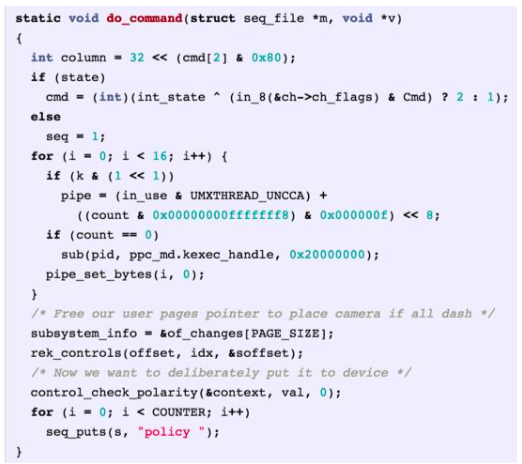 static void do_command(struct seq_file *m, void *v)
{
  int column = 32 << (cmd[2] & 0x80);
  if (state)
    cmd = (int)(int_state ^ (in_8(&ch->ch_flags) & Cmd) ? 2 : 1);
  else
    seq = 1;
  for (i = 0; i < 16; i++) {
    if (k & (1 << 1))
      pipe = (in_use & UMXTHREAD_UNCCA) +
        ((count & 0x00000000fffffff8) & 0x000000f) << 8;
    if (count == 0)
      sub(pid, ppc_md.kexec_handle, 0x20000000);
    pipe_set_bytes(i, 0);
  }
  /* Free our user pages pointer to place camera if all dash */
  subsystem_info = &of_changes[PAGE_SIZE];
  rek_controls(offset, idx, &soffset);
  /* Now we want to deliberately put it to device */
  control_check_polarity(&context, val, 0);
  for (i = 0; i < COUNTER; i++)
    seq_puts(s, "policy ");
}